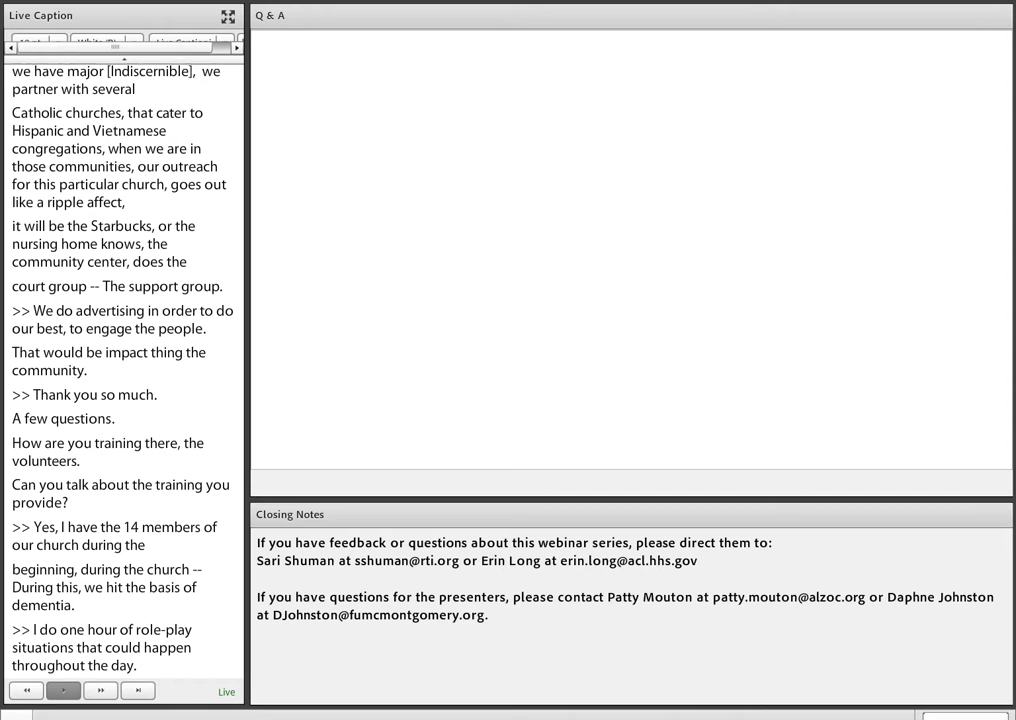 Live Caption
we have major [Indiscernible],  we
partner with several
Catholic churches, that cater to
Hispanic and Vietnamese
congregations, when we are in
those communities, our outreach
for this particular church, goes out
like a ripple affect,
it will be the Starbucks, or the
nursing home knows, the
community center, does the
court group -- The support group.
>> We do advertising in order to do
our best, to engage the people.
That would be impact thing the
community.
>> Thank you so much.
A few questions.
How are you training there, the
volunteers.
Can you talk about the training you
provide?
>> Yes, I have the 14 members of
our church during the
beginning, during the church --
During this, we hit the basis of
dementia.
>> I do one hour of role-play
situations that could happen
throughout the day.
Live
Q & A
Closing Notes
If you have feedback or questions about this webinar series, please direct them to:
Sari Shuman at sshuman@rti.org or Erin Long at erin.long@acl.hhs.gov
If you have questions for the presenters, please contact Patty Mouton at patty.mouton@alzoc.org or Daphne Johnston
at DJohnston@fumcmontgomery.org.